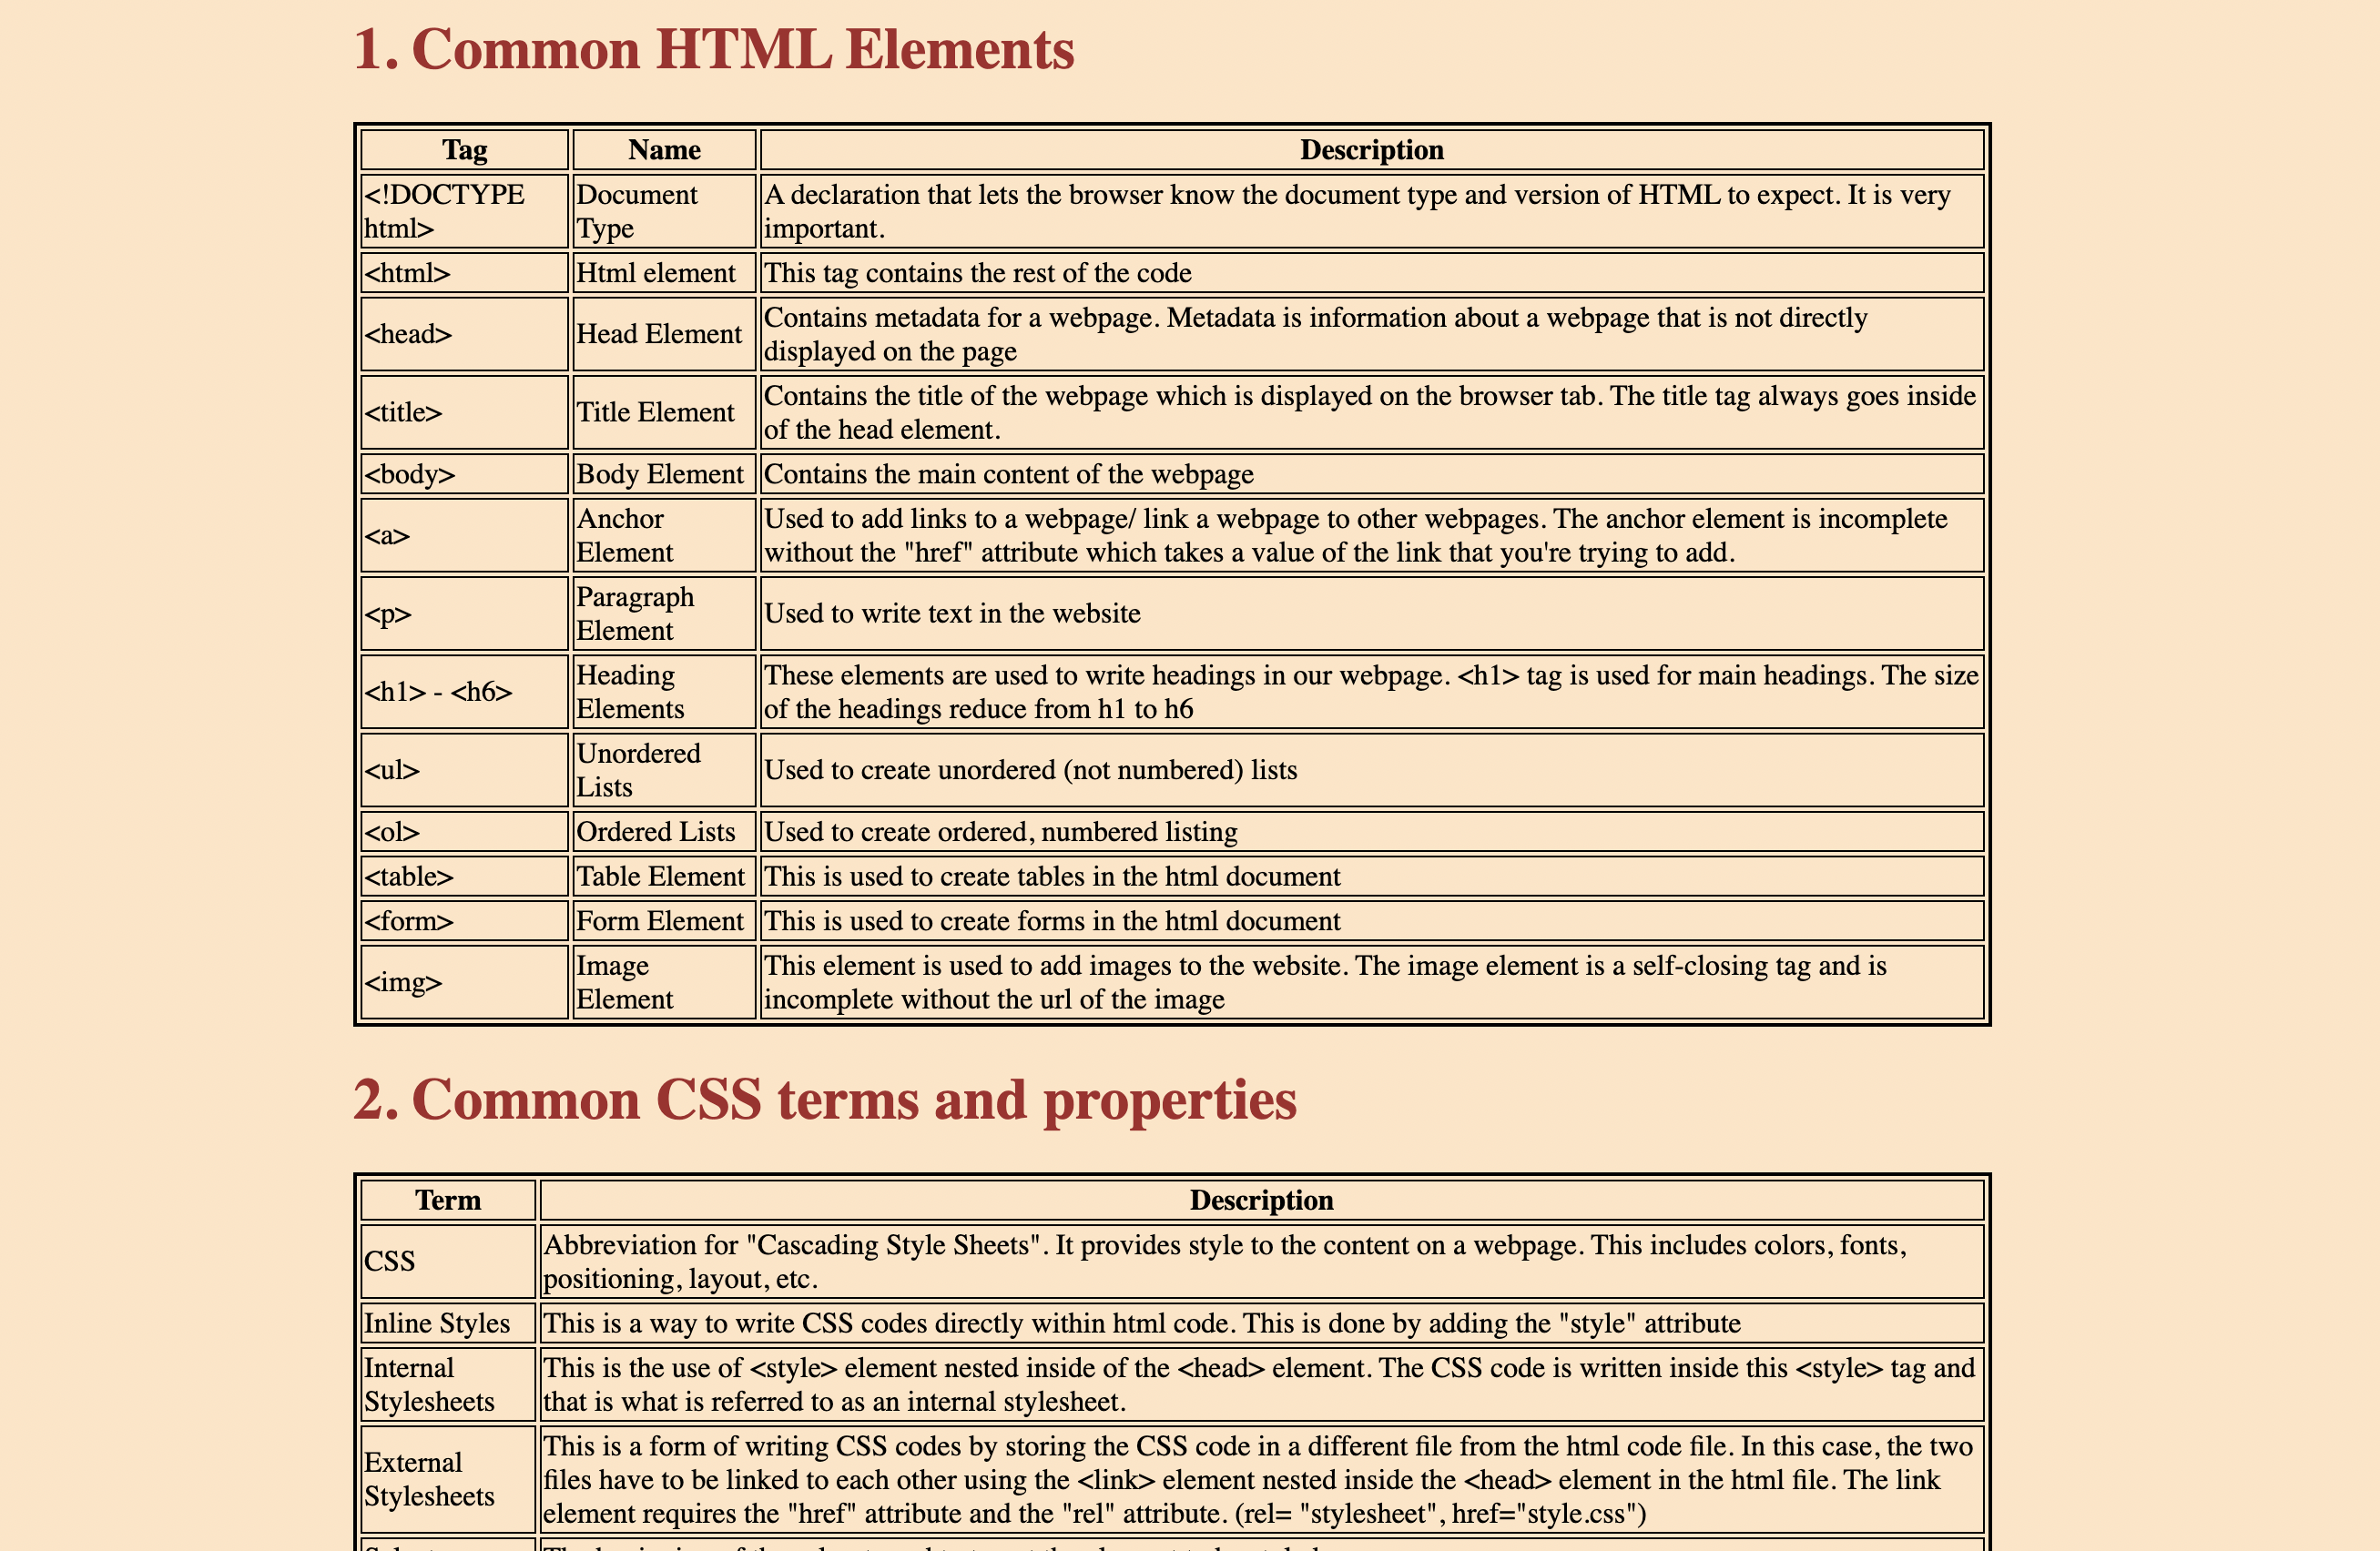 1. Common HTML Elements
Tag Name Description
<!DOCTYPE html> Document Type A declaration that lets the browser know the document type and version of HTML to expect. It is very
important.
<html> Html element This tag contains the rest of the code
<head> Head Element Contains metadata for a webpage. Metadata is information about a webpage that is not directly
displayed on the page
<title> Title Element Contains the title of the webpage which is displayed on the browser tab. The title tag always goes inside
of the head element.
<body> Body Element Contains the main content of the webpage
<a> Anchor Element Used to add links to a webpage/ link a webpage to other webpages. The anchor element is incomplete
without the "href" attribute which takes a value of the link that you're trying to add.
<p> Paragraph Element Used to write text in the website
<h1> - <h6> Heading Elements These elements are used to write headings in our webpage. <h1> tag is used for main headings. The size
of the headings reduce from h1 to h6
<ul> Unordered Lists Used to create unordered (not numbered) lists
<ol> Ordered Lists Used to create ordered, numbered listing
<table> Table Element This is used to create tables in the html document
<form> Form Element This is used to create forms in the html document
<img> Image Element This element is used to add images to the website. The image element is a self-closing tag and is
incomplete without the url of the image
2. Common CSS terms and properties
Term Description
CSS Abbreviation for "Cascading Style Sheets". It provides style to the content on a webpage. This includes colors, fonts,
positioning, layout, etc.
Inline Styles This is a way to write CSS codes directly within html code. This is done by adding the "style" attribute
Internal Stylesheets This is the use of <style> element nested inside of the <head> element. The CSS code is written inside this <style> tag and
that is what is referred to as an internal stylesheet.
External Stylesheets This is a form of writing CSS codes by storing the CSS code in a different file from the html code file. In this case, the two
files have to be linked to each other using the <link> element nested inside the <head> element in the html file. The link
element requires the "href" attribute and the "rel" attribute. (rel= "stylesheet", href="style.css")